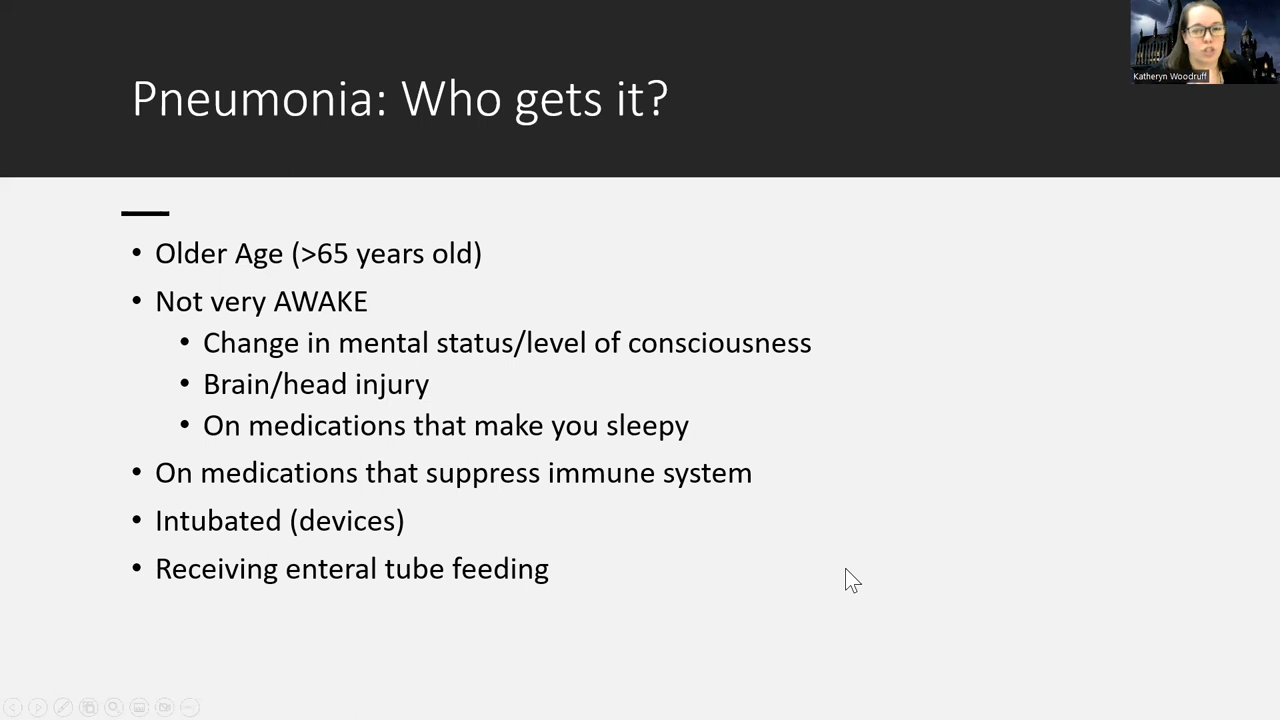 Katheryn Woodruff
Pneumonia: Who gets it?
• Older Age (>65 years old)
• Not very AWAKE
• Change in mental status/level of consciousness
• Brain/head injury
• On medications that make you sleepy
• On medications that suppress immune system
• Intubated (devices)
• Receiving enteral tube feeding